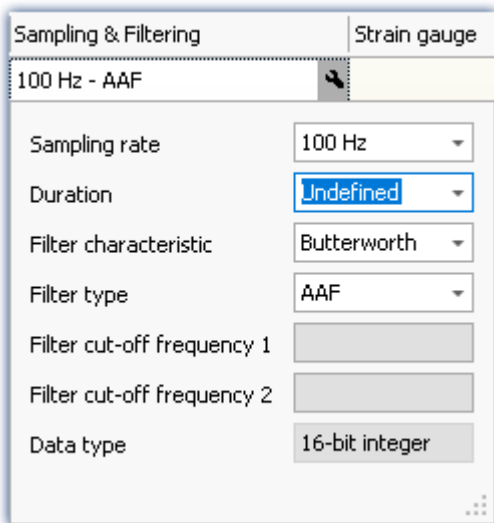 Sampling & Filtering Strain gauge
100 Hz - AAF
Sampling rate 100 Hz
Duration Undefined
Filter characteristic Butterworth
Filter type AAF
Filter cut-off frequency 1
Filter cut-off frequency 2
Data type 16-bit integer